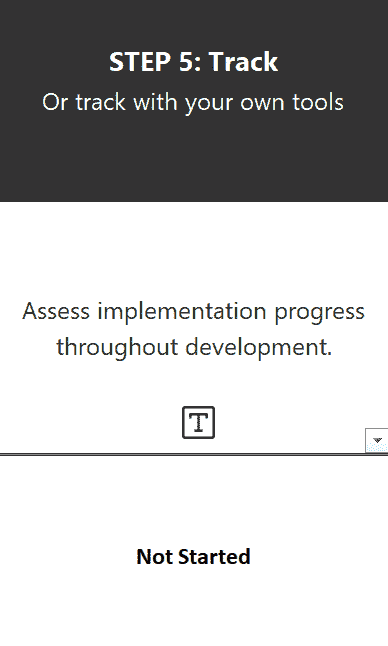 STEP 5: Track
Or track with your own tools
Assess implementation progress
throughout development.
T
Not Started